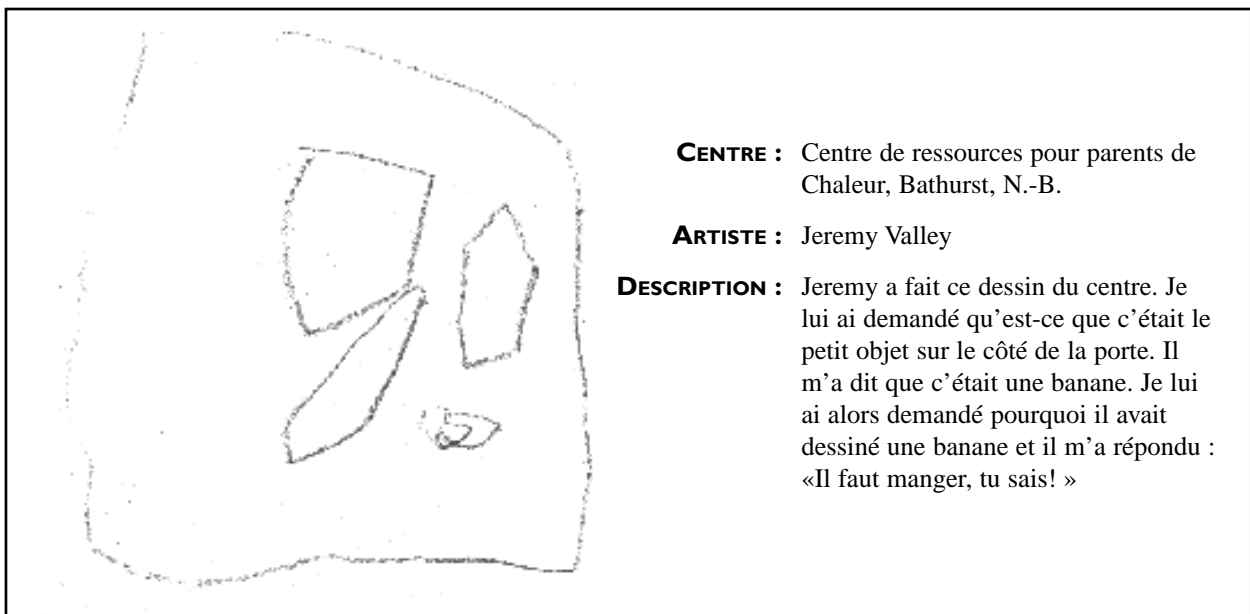 CENTRE : Centre de ressources pour parents de
Chaleur, Bathurst, N.-B.
ARTISTE : Jeremy Valley
DESCRIPTION : Jeremy a fait ce dessin du centre. Je
lui ai demandé qu’est-ce que c’était le
petit objet sur le côté de la porte. Il
m’a dit que c’était une banane. Je lui
ai alors demandé pourquoi il avait
dessiné une banane et il m’a répondu :
«Il faut manger, tu sais! »